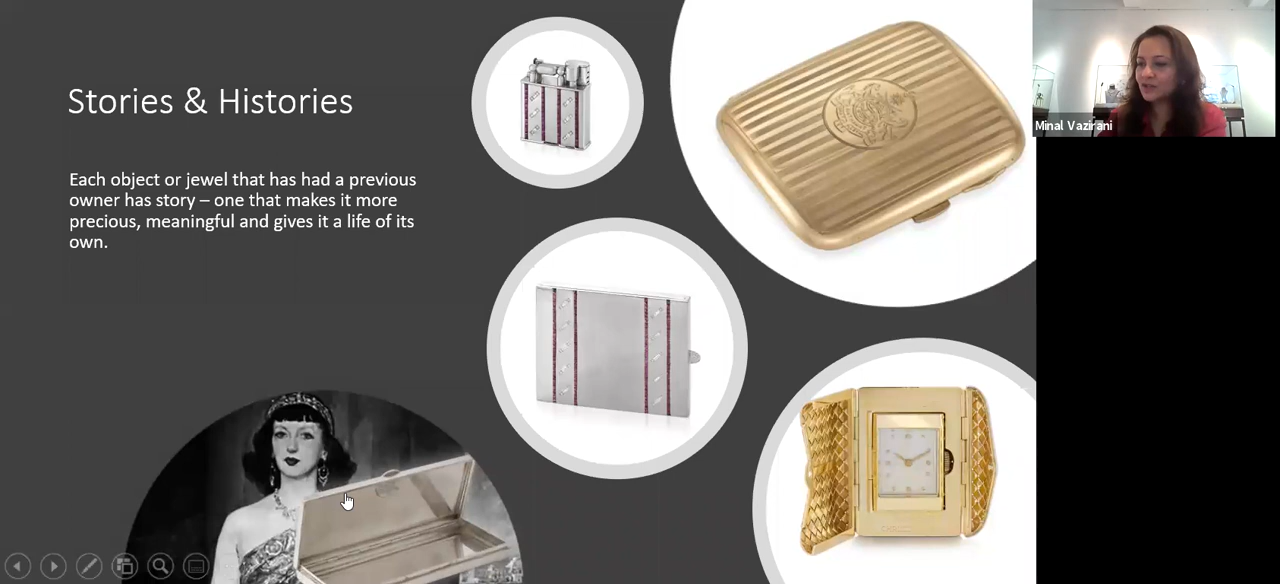 Stories & Histories
Each object or jewel that has had a previous
owner has story – one that makes it more
precious, meaningful and gives it a life of its
own.
Minal Vazirani